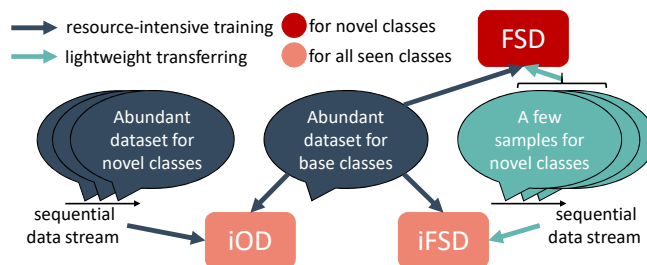 resource-intensive training
for novel classes
FSD
lightweight transferring
for all seen classes
Abundant
dataset for
novel classes
Abundant
dataset for
base classes
A few
samples for
novel classes
sequential
data stream
iOD
iFSD
sequential
data stream